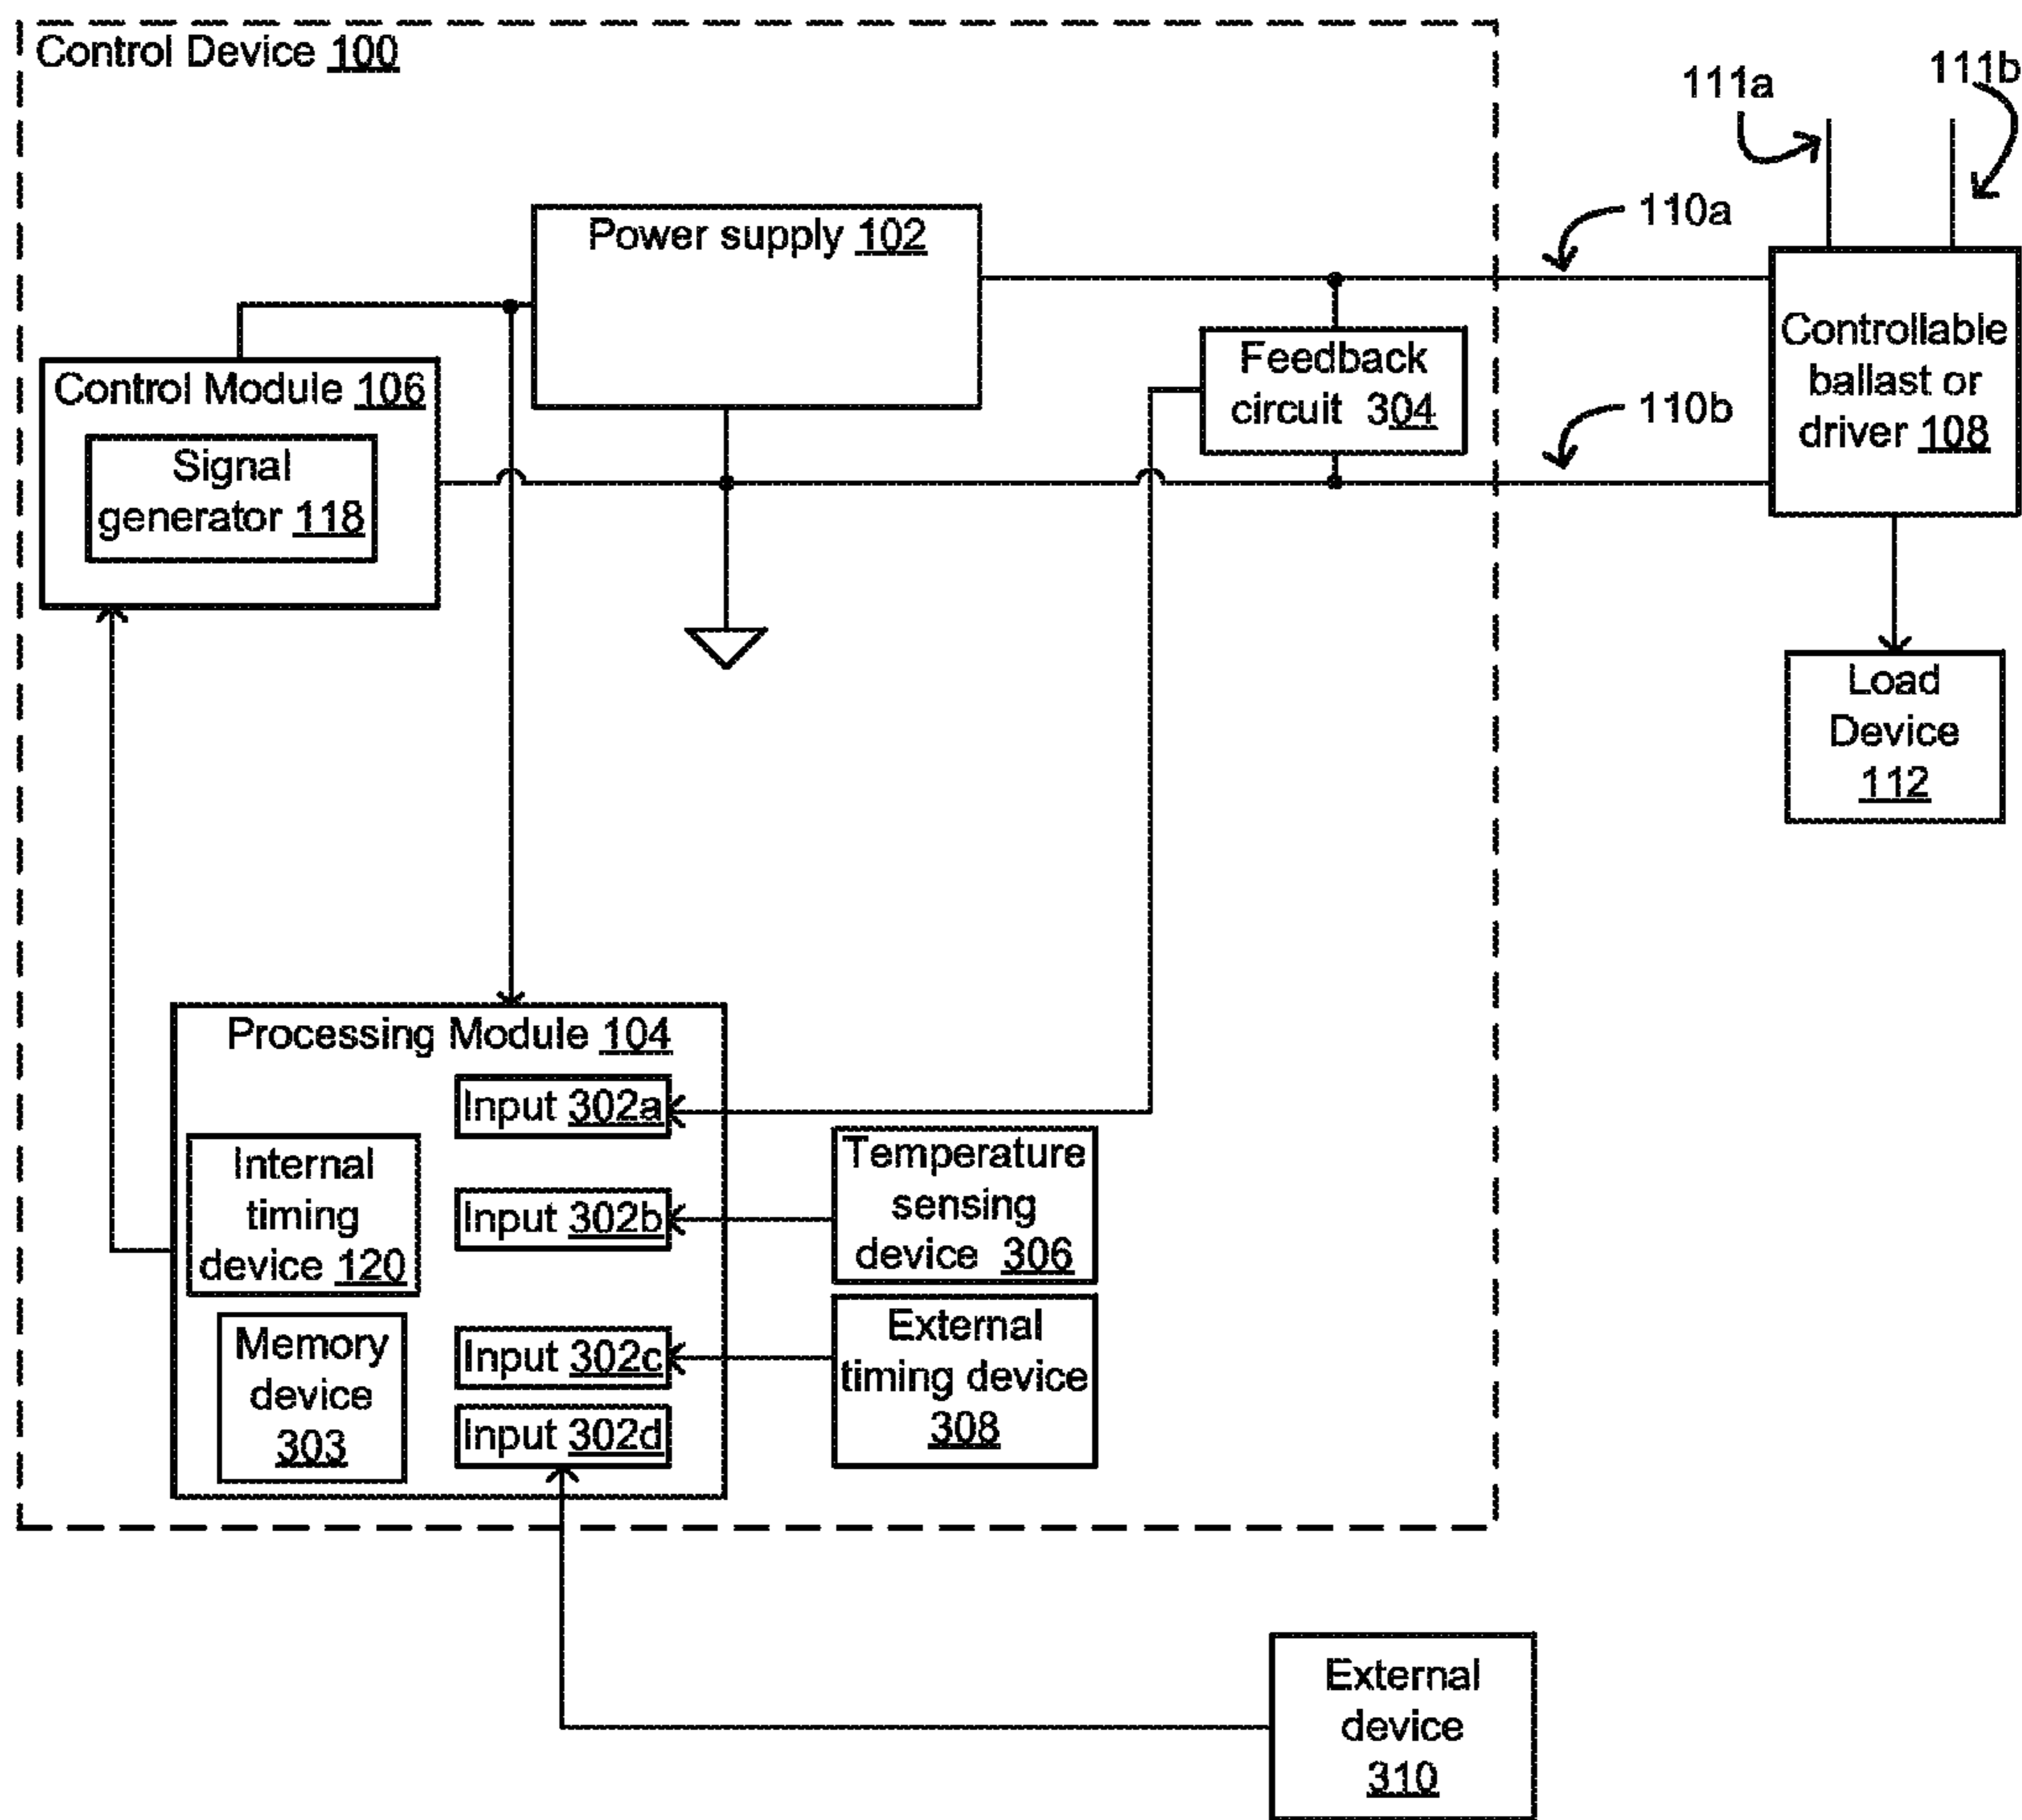 Control Device 100
111a
111b
Power supply 102
110a
Control Module 106
Signal
generator 118
Feedback
circuit 304
110b
Controllable
ballast or
driver 108
Load
Device
112
Processing Module 104
Input 302a
Internal
timing
device 120
Input 302b
Temperature
sensing
device 306
Memory
device
303
Input 302c
Input 302d
External
timing device
308
External
device
310